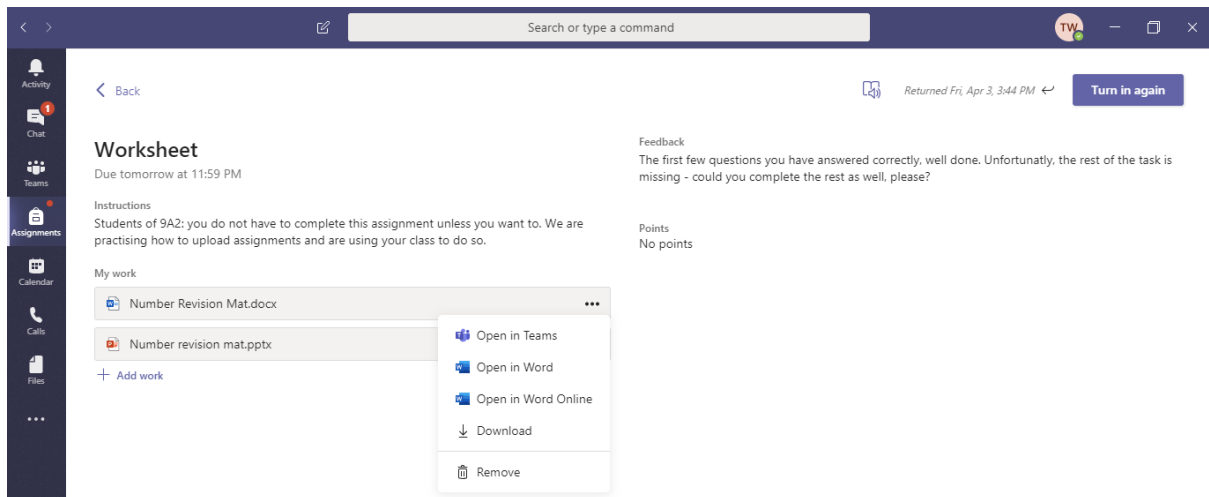 Search or type a command
TW
Activity
1
Chat
Teams
Assignments
Calendar
Calls
Files
Back
Returned Fri, Apr 3, 3:44 PM
Turn in again
Worksheet
Due tomorrow at 11:59 PM
Instructions
Students of 9A2: you do not have to complete this assignment unless you want to. We are
practising how to upload assignments and are using your class to do so.
My work
Number Revision Mat.docx
Number revision mat.pptx
+ Add work
Open in Teams
Open in Word
Open in Word Online
Download
Remove
Feedback
The first few questions you have answered correctly, well done. Unfortunatly, the rest of the task is
missing - could you complete the rest as well, please?
Points
No points